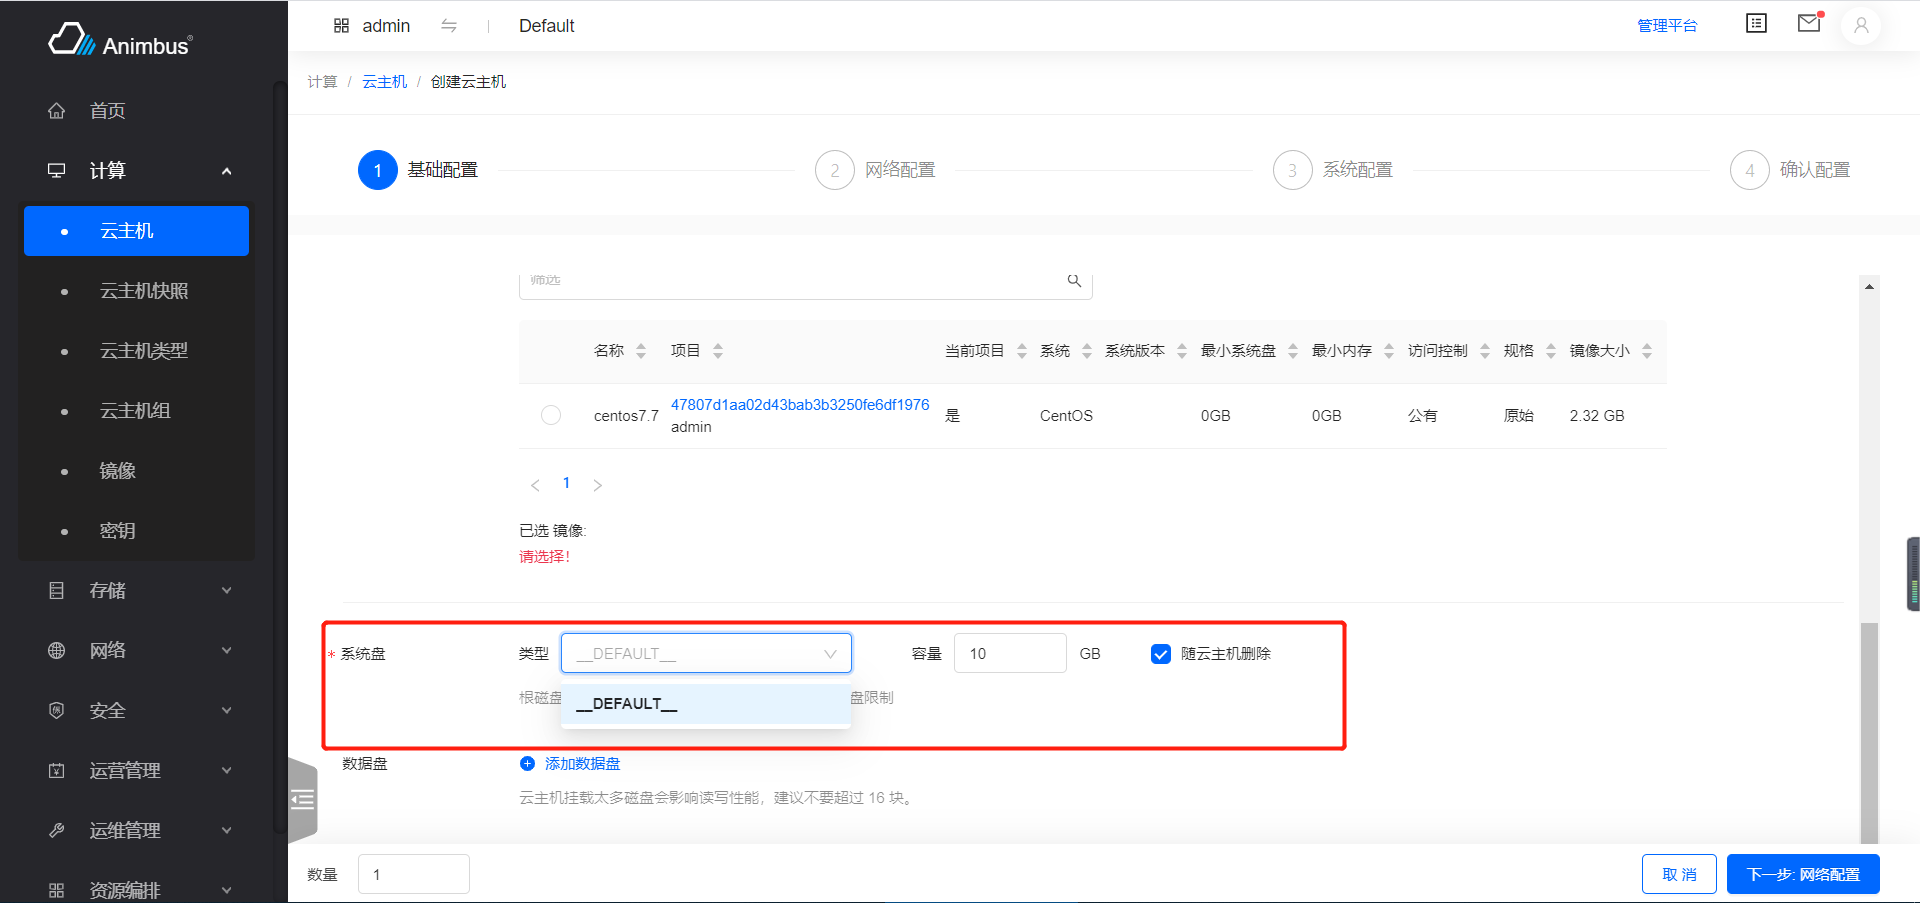 Animbus®
admin
Default
管理平台
首页
计算
云主机
云主机快照
云主机类型
云主机组
镜像
密钥
存储
网络
安全
运营管理
运维管理
资源编排
计算 / 云主机 / 创建云主机
1 基础配置
2 网络配置
3 系统配置
4 确认配置
筛选
名称 项目 当前项目 系统 系统版本 最小系统盘 最小内存 访问控制 规格 镜像大小
centos7.7 47807d1aa02d43bab3b3250fe6df1976 是 CentOS 0GB 0GB 公有 原始 2.32 GB
admin
< 1 >
已选 镜像:
请选择!
* 系统盘 类型 __DEFAULT__ 容量 10 GB 随云主机删除
根磁盘 盘限制
__DEFAULT__
数据盘 添加数据盘
云主机挂载太多磁盘会影响读写性能，建议不要超过 16 块。
数量 1
取 消
下一步: 网络配置